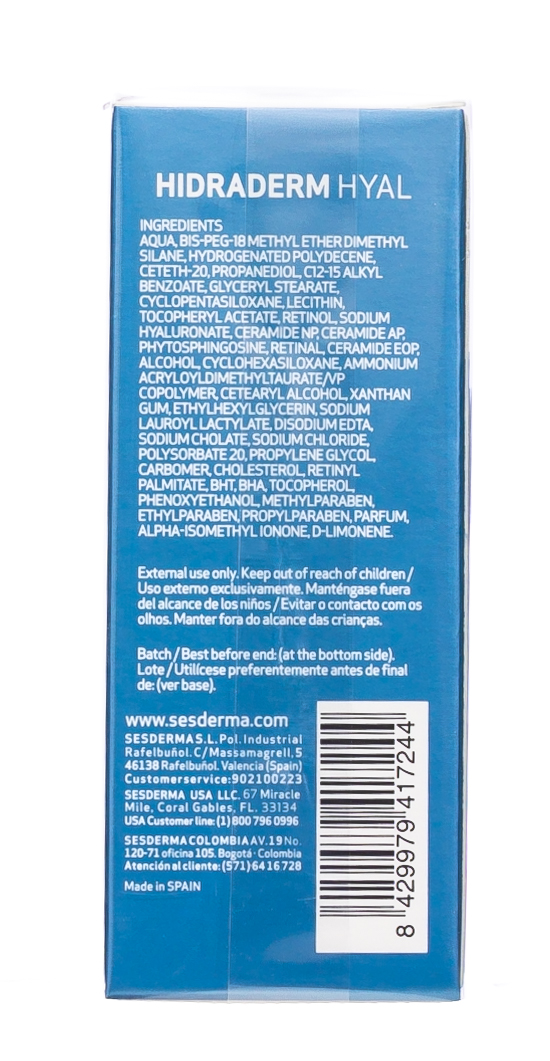 HIDRADERM HYAL
INGREDIENTS
AQUA, BIS-PEG-18 METHYL ETHER DIMETHYL
SILANE, HYDROGENATED POLYDECENE,
CETETH-20, PROPANEDIOL, C12-15 ALKYL
BENZOATE, GLYCERYL STEARATE,
CYCLOPENTASILOXANE, LECITHIN,
TOCOPHERYL ACETATE, RETINOL, SODIUM
HYALURONATE, CERAMIDE NP, CERAMIDE AP,
PHYTOSPHINGOSINE, RETINAL, CERAMIDE EOP,
ALCOHOL, CYCLOHEXASILOXANE, AMMONIUM
ACRYLOYLDIMETHYLTAURATE/VP
COPOLYMER, CETEARYL ALCOHOL, XANTHAN
GUM, ETHYLHEXYLGLYCERIN, SODIUM
LAUROYL LACTYLATE, DISODIUM EDTA,
SODIUM CHOLATE, SODIUM CHLORIDE,
POLYSORBATE 20, PROPYLENE GLYCOL,
CARBOMER, CHOLESTEROL, RETINYL
PALMITATE, BHT, BHA, TOCOPHEROL,
PHENOXYETHANOL, METHYLPARABEN,
ETHYLPARABEN, PROPYLPARABEN, PARFUM,
ALPHA-ISOMETHYL IONONE, D-LIMONENE.
External use only. Keep out of reach of children /
Uso externo exclusivamente. Manténgase fuera
del alcance de los niños / Evitar o contacto com os
olhos. Manter fora do alcance das crianças.
Batch / Best before end: (at the bottom side).
Lote / Utilícese preferentemente antes de final
de: (ver base).
www.sesderma.com
SESDERMA S.L. Pol. Industrial
Rafelbuñol. C/ Massamagrell, 5
46138 Rafelbuñol. Valencia (Spain)
Customer service: 902100223
SESDERMA USA LLC. 67 Miracle
Mile, Coral Gables, FL. 33134
USA Customer line: (1) 800 796 0996
SESDERMA COLOMBIA AV. 19 No.
120-71 oficina 105. Bogotá · Colombia
Atención al cliente: (571) 6416728
Made in SPAIN
8 429979 417244